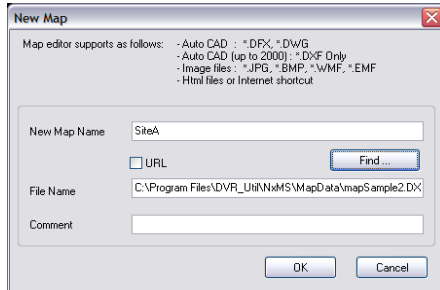 New Map
Map editor supports as follows: - Auto CAD : *.DFX, *.DWG
- Auto CAD (up to 2000) : *.DXF Only
- Image files : *.JPG, *.BMP, *.WMF, *.EMF
- Html files or Internet shortcut
New Map Name SiteA
URL Find ...
File Name C:\Program Files\DVR_Util\NxMS\MapData\mapSample2.DX
Comment
OK Cancel